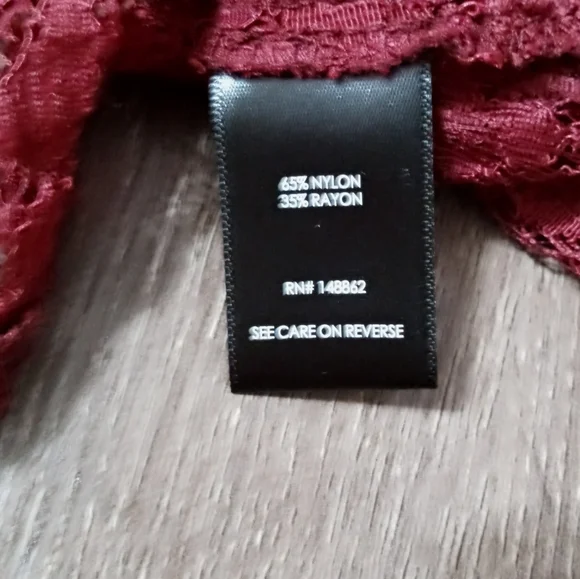 65% NYLON
35% RAYON
RN# 148862
SEE CARE ON REVERSE